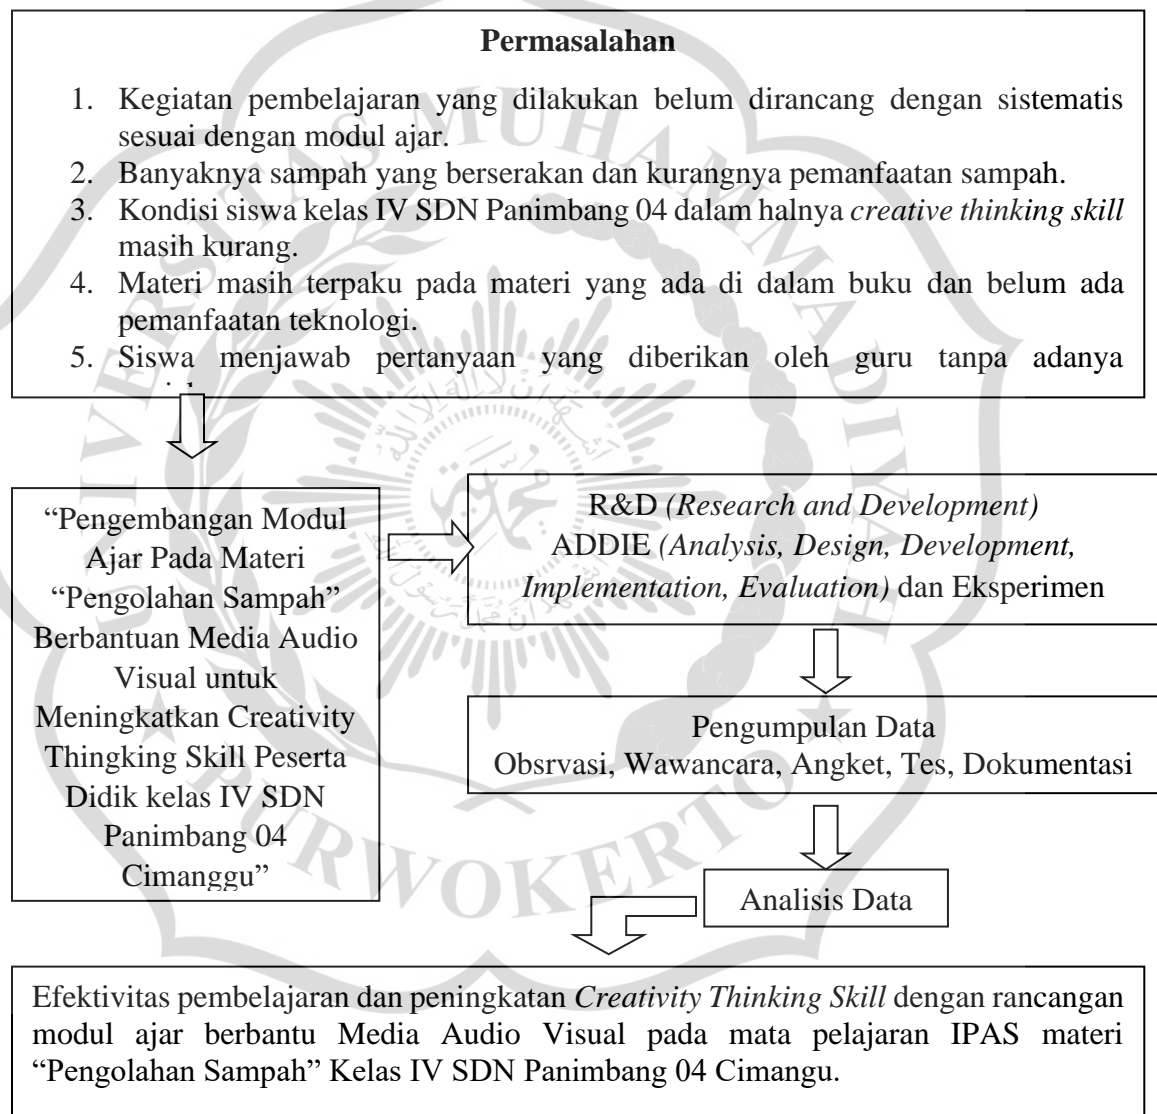 Permasalahan
1. Kegiatan pembelajaran yang dilakukan belum dirancang dengan sistematis
sesuai dengan modul ajar.
2. Banyaknya sampah yang berserakan dan kurangnya pemanfaatan sampah.
3. Kondisi siswa kelas IV SDN Panimbang 04 dalam halnya creative thinking skill
masih kurang.
4. Materi masih terpaku pada materi yang ada di dalam buku dan belum ada
pemanfaatan teknologi.
5. Siswa menjawab pertanyaan yang diberikan oleh guru tanpa adanya
“Pengembangan Modul
Ajar Pada Materi
“Pengolahan Sampah”
Berbantuan Media Audio
Visual untuk
Meningkatkan Creativity
Thingking Skill Peserta
Didik kelas IV SDN
Panimbang 04
Cimanggu”
R&D (Research and Development)
ADDIE (Analysis, Design, Development,
Implementation, Evaluation) dan Eksperimen
Pengumpulan Data
Obsrvasi, Wawancara, Angket, Tes, Dokumentasi
Analisis Data
Efektivitas pembelajaran dan peningkatan Creativity Thinking Skill dengan rancangan
modul ajar berbantu Media Audio Visual pada mata pelajaran IPAS materi
“Pengolahan Sampah” Kelas IV SDN Panimbang 04 Cimangu.
UNIVERSITAS MUHAMMADIYAH
PURWOKERTO